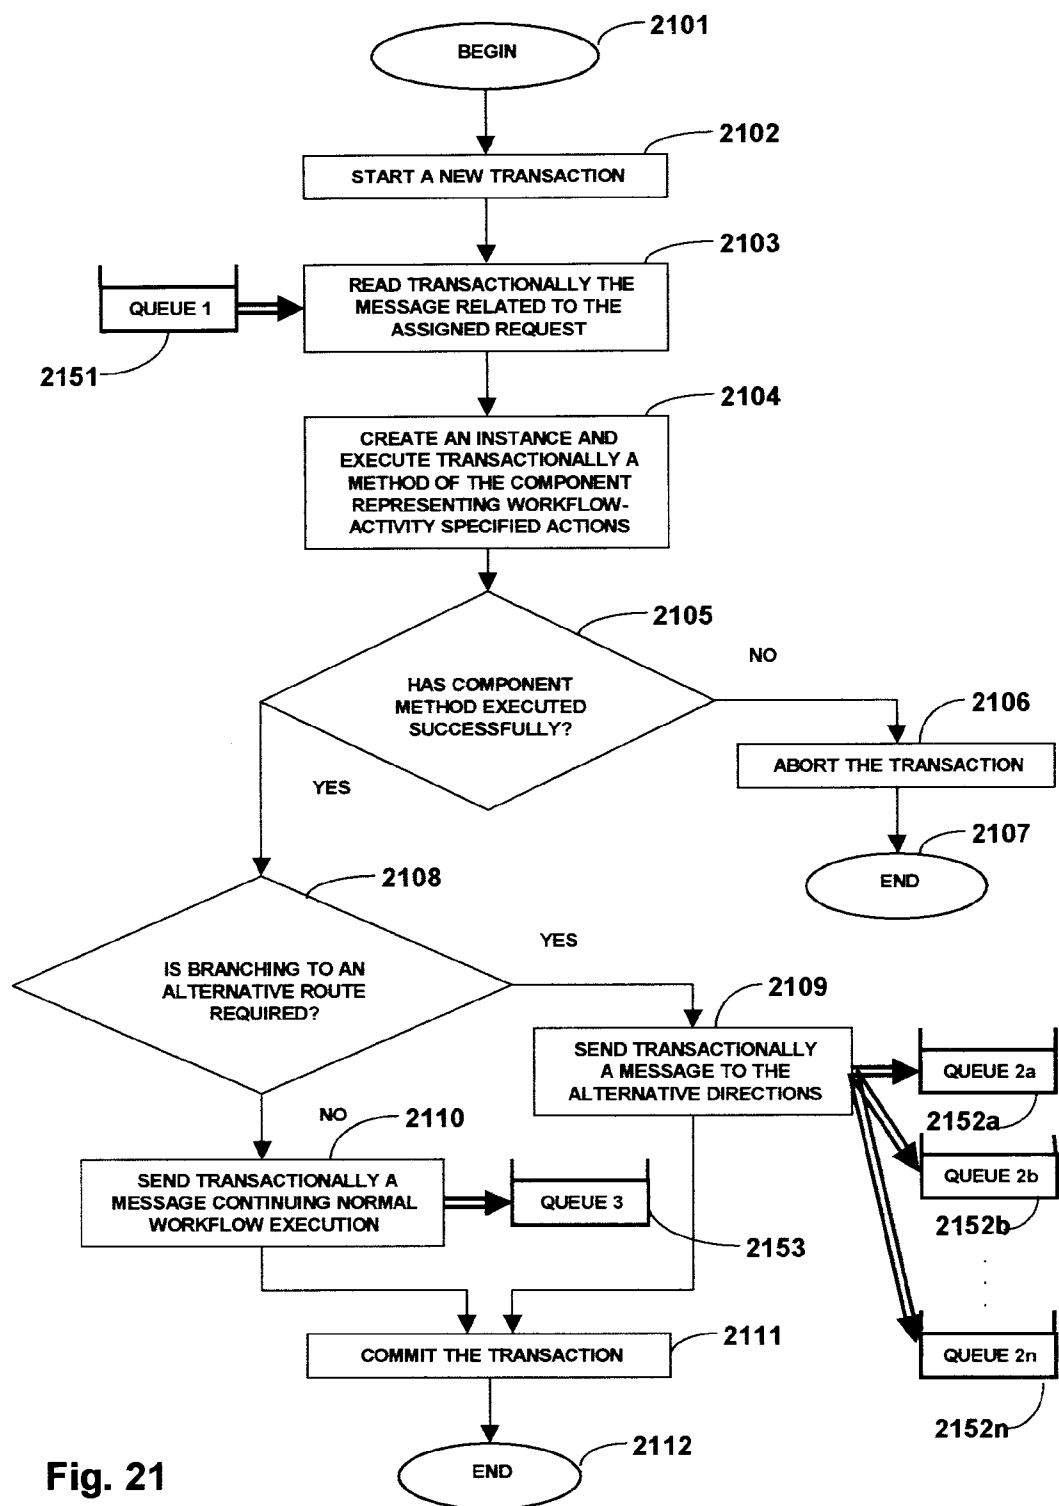 2101
BEGIN
2102
START A NEW TRANSACTION
2103
READ TRANSACTIONALLY THE
MESSAGE RELATED TO THE
ASSIGNED REQUEST
QUEUE 1
2151
2104
CREATE AN INSTANCE AND
EXECUTE TRANSACTIONALLY A
METHOD OF THE COMPONENT
REPRESENTING WORKFLOW-
ACTIVITY SPECIFIED ACTIONS
2105
HAS COMPONENT
METHOD EXECUTED
SUCCESSFULLY?
NO
2106
ABORT THE TRANSACTION
2107
END
YES
2108
IS BRANCHING TO AN
ALTERNATIVE ROUTE
REQUIRED?
YES
2109
SEND TRANSACTIONALLY
A MESSAGE TO THE
ALTERNATIVE DIRECTIONS
QUEUE 2a
2152a
QUEUE 2b
2152b
QUEUE 2n
2152n
NO
2110
SEND TRANSACTIONALLY A
MESSAGE CONTINUING NORMAL
WORKFLOW EXECUTION
QUEUE 3
2153
2111
COMMIT THE TRANSACTION
2112
END
Fig. 21